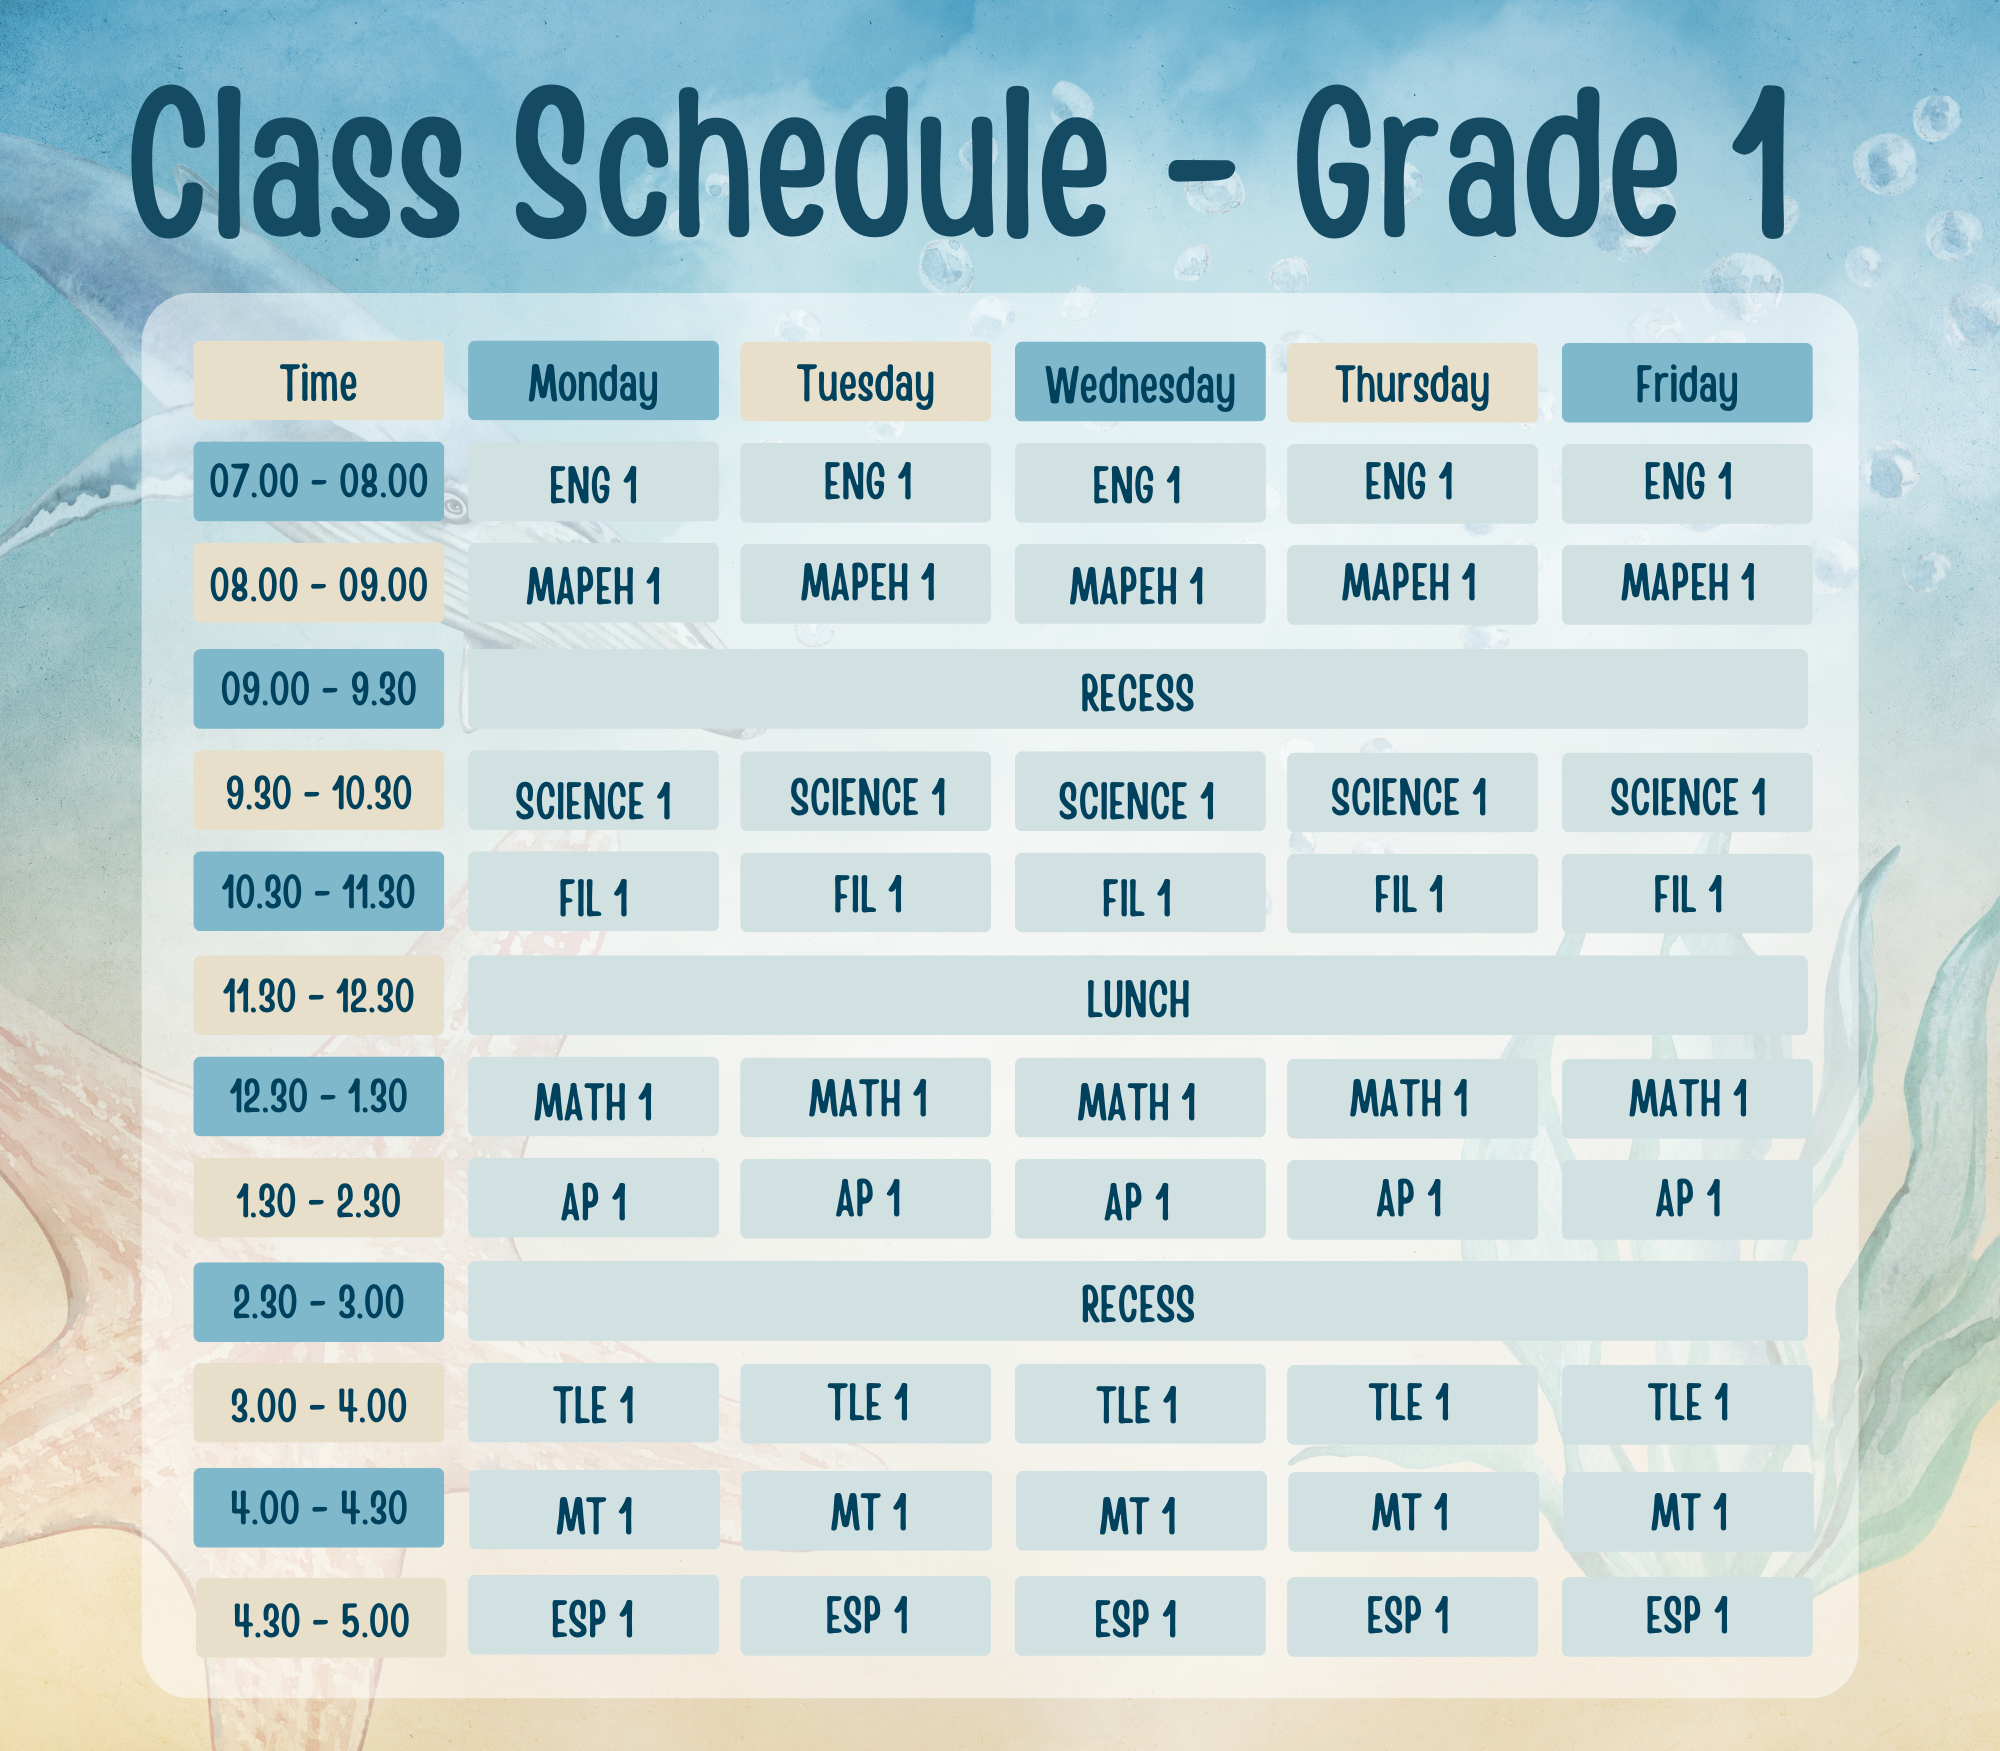 Class Schedule - Grade 1
Time Monday Tuesday Wednesday Thursday Friday
07.00 - 08.00 ENG 1 ENG 1 ENG 1 ENG 1 ENG 1
08.00 - 09.00 MAPEH 1 MAPEH 1 MAPEH 1 MAPEH 1 MAPEH 1
09.00 - 9.30 RECESS
9.30 - 10.30 SCIENCE 1 SCIENCE 1 SCIENCE 1 SCIENCE 1 SCIENCE 1
10.30 - 11.30 FIL 1 FIL 1 FIL 1 FIL 1 FIL 1
11.30 - 12.30 LUNCH
12.30 - 1.30 MATH 1 MATH 1 MATH 1 MATH 1 MATH 1
1.30 - 2.30 AP 1 AP 1 AP 1 AP 1 AP 1
2.30 - 3.00 RECESS
3.00 - 4.00 TLE 1 TLE 1 TLE 1 TLE 1 TLE 1
4.00 - 4.30 MT 1 MT 1 MT 1 MT 1 MT 1
4.30 - 5.00 ESP 1 ESP 1 ESP 1 ESP 1 ESP 1